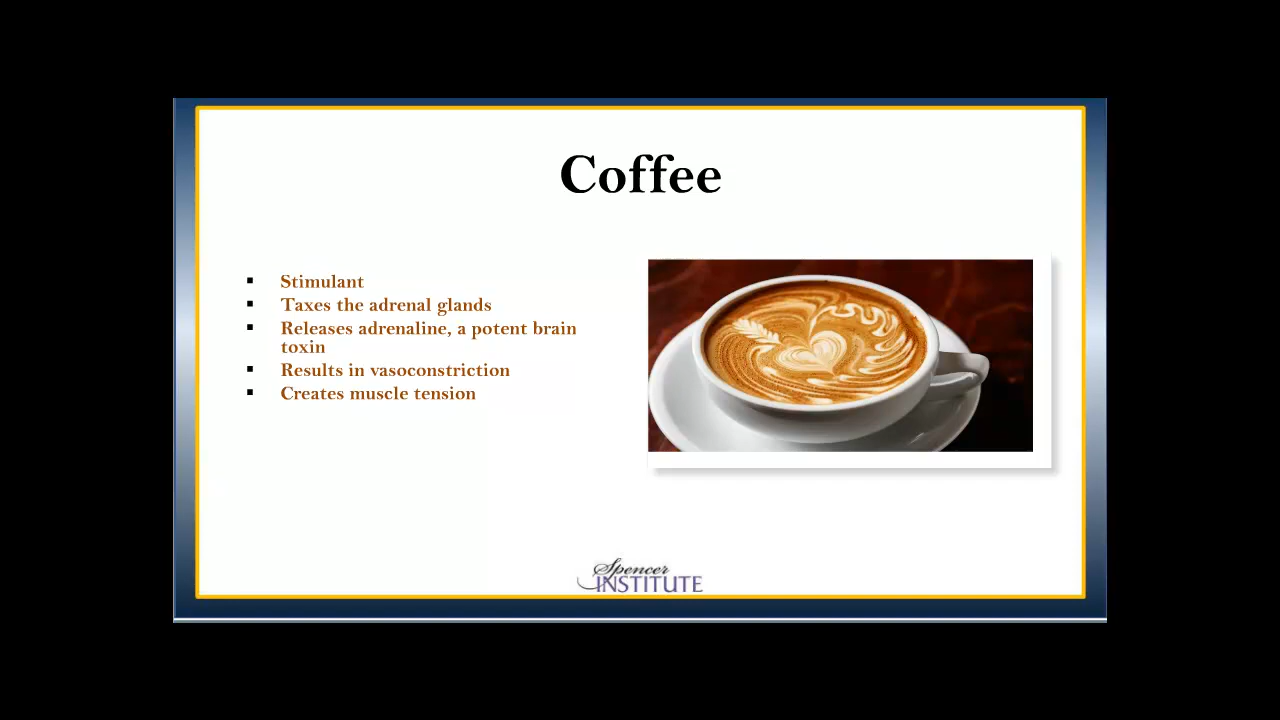 Coffee
▪ Stimulant
▪ Taxes the adrenal glands
▪ Releases adrenaline, a potent brain
toxin
▪ Results in vasoconstriction
▪ Creates muscle tension
Spencer
INSTITUTE